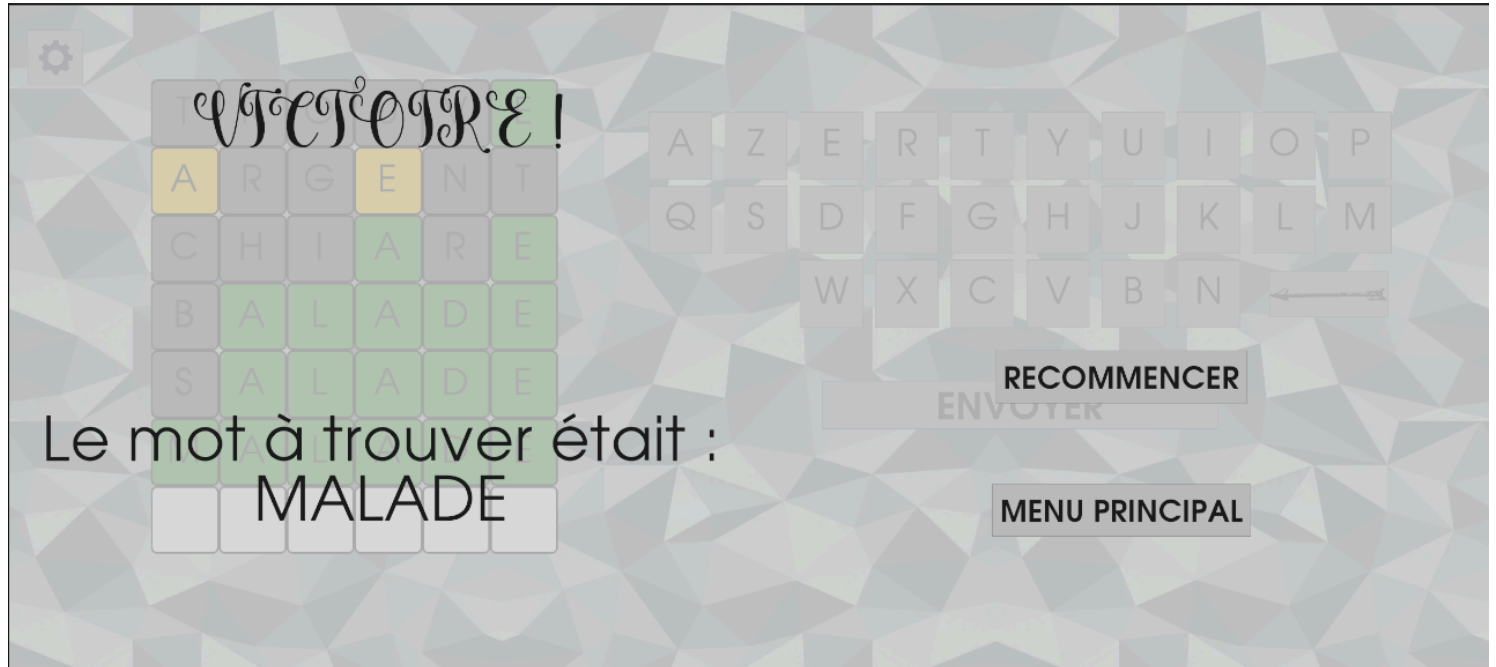 VICTOIRE !
A Z E R T Y U I O P
A R G E N T
Q S D F G H J K L M
C H I A R E
W X C V B N
B A L A D E
S A L A D E
RECOMMENCER
ENVOYER
Le mot à trouver était :
MALADE
MENU PRINCIPAL